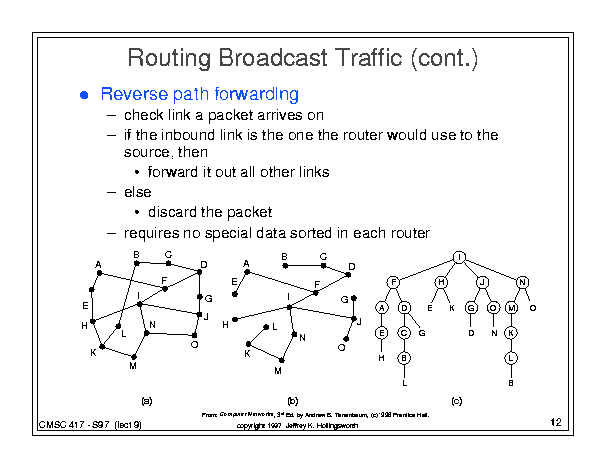 Routing Broadcast Traffic (cont.)
● Reverse path forwarding
– check link a packet arrives on
– if the inbound link is the one the router would use to the
source, then
• forward it out all other links
– else
• discard the packet
– requires no special data sorted in each router
A B C D
E F G
H I J
K L M N O
(a)
A B C D
E F G
H I J
K L M N O
(b)
I
F H J N
A D E K G O M O
E C G D N K
H B L
L B
(c)
From: Computer Networks, 3rd Ed. by Andrew S. Tanenbaum, (c)1996 Prentice Hall.
CMSC 417 - S97 (lect9)
copyright 1997 Jeffrey K. Hollingsworth
12